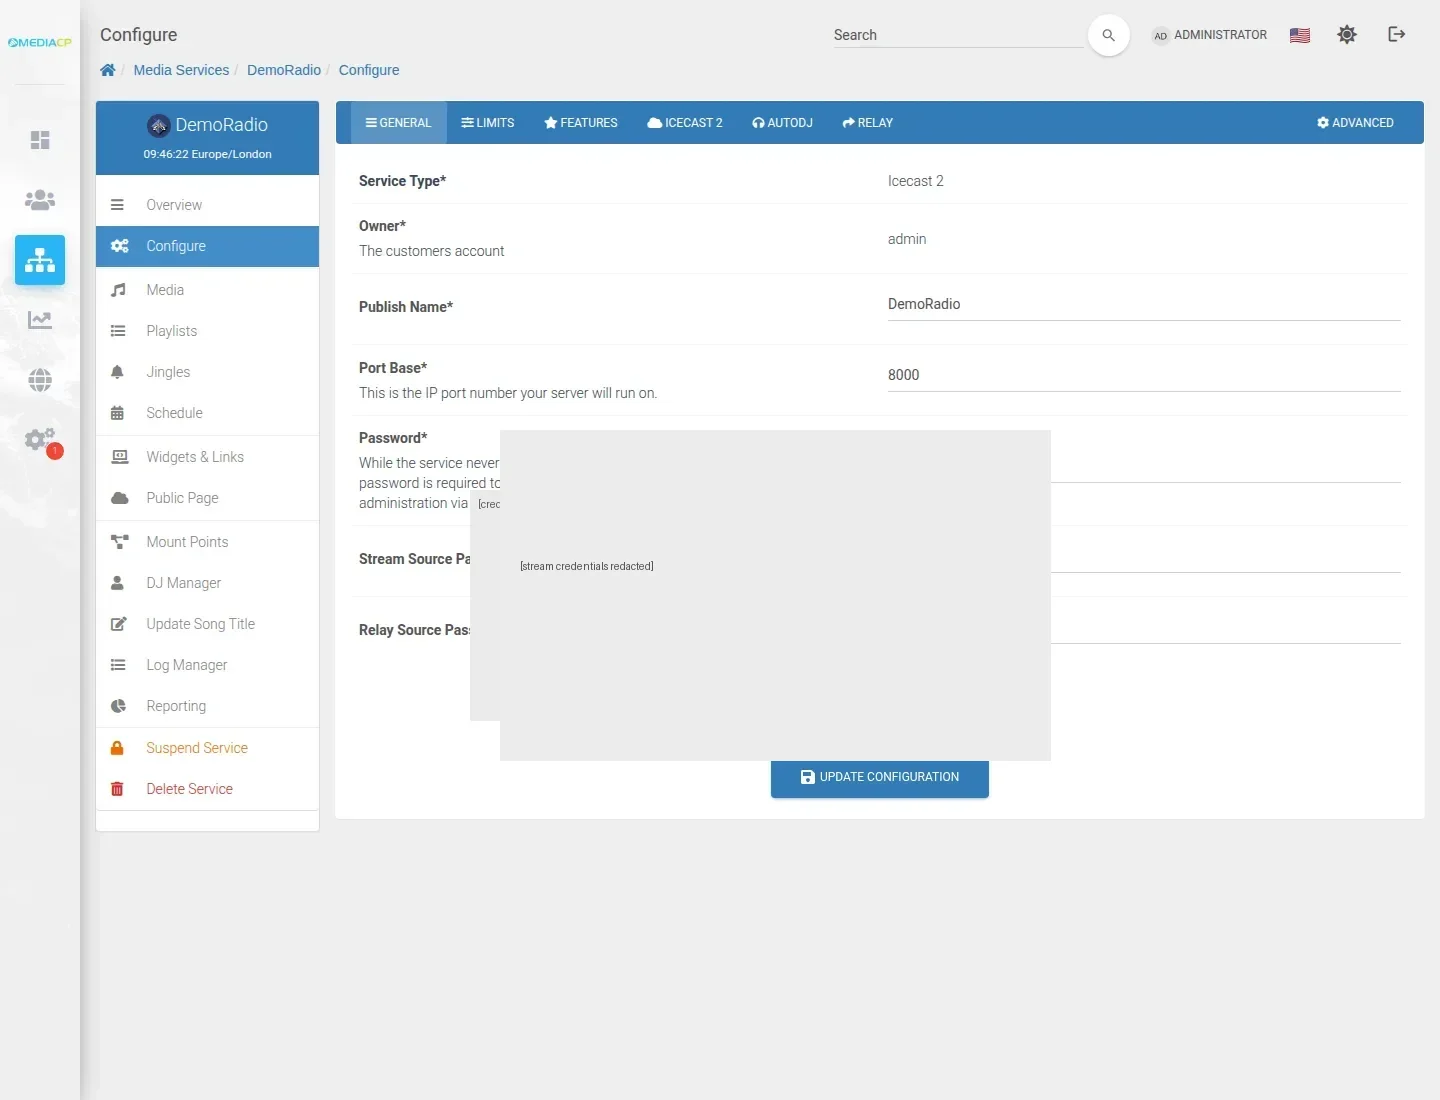 MEDIACP
Configure
Search
AD ADMINISTRATOR
/ Media Services / DemoRadio / Configure
DemoRadio
09:46:22 Europe/London
Overview
Configure
Media
Playlists
Jingles
Schedule
Widgets & Links
Public Page
Mount Points
DJ Manager
Update Song Title
Log Manager
Reporting
Suspend Service
Delete Service
1
GENERAL
LIMITS
FEATURES
ICECAST 2
AUTODJ
RELAY
ADVANCED
Service Type*
Icecast 2
Owner*
The customers account
admin
Publish Name*
DemoRadio
Port Base*
This is the IP port number your server will run on.
8000
Password*
While the service never
password is required to
administration via
[cred
Stream Source Pa
[stream credentials redacted]
Relay Source Pas
UPDATE CONFIGURATION